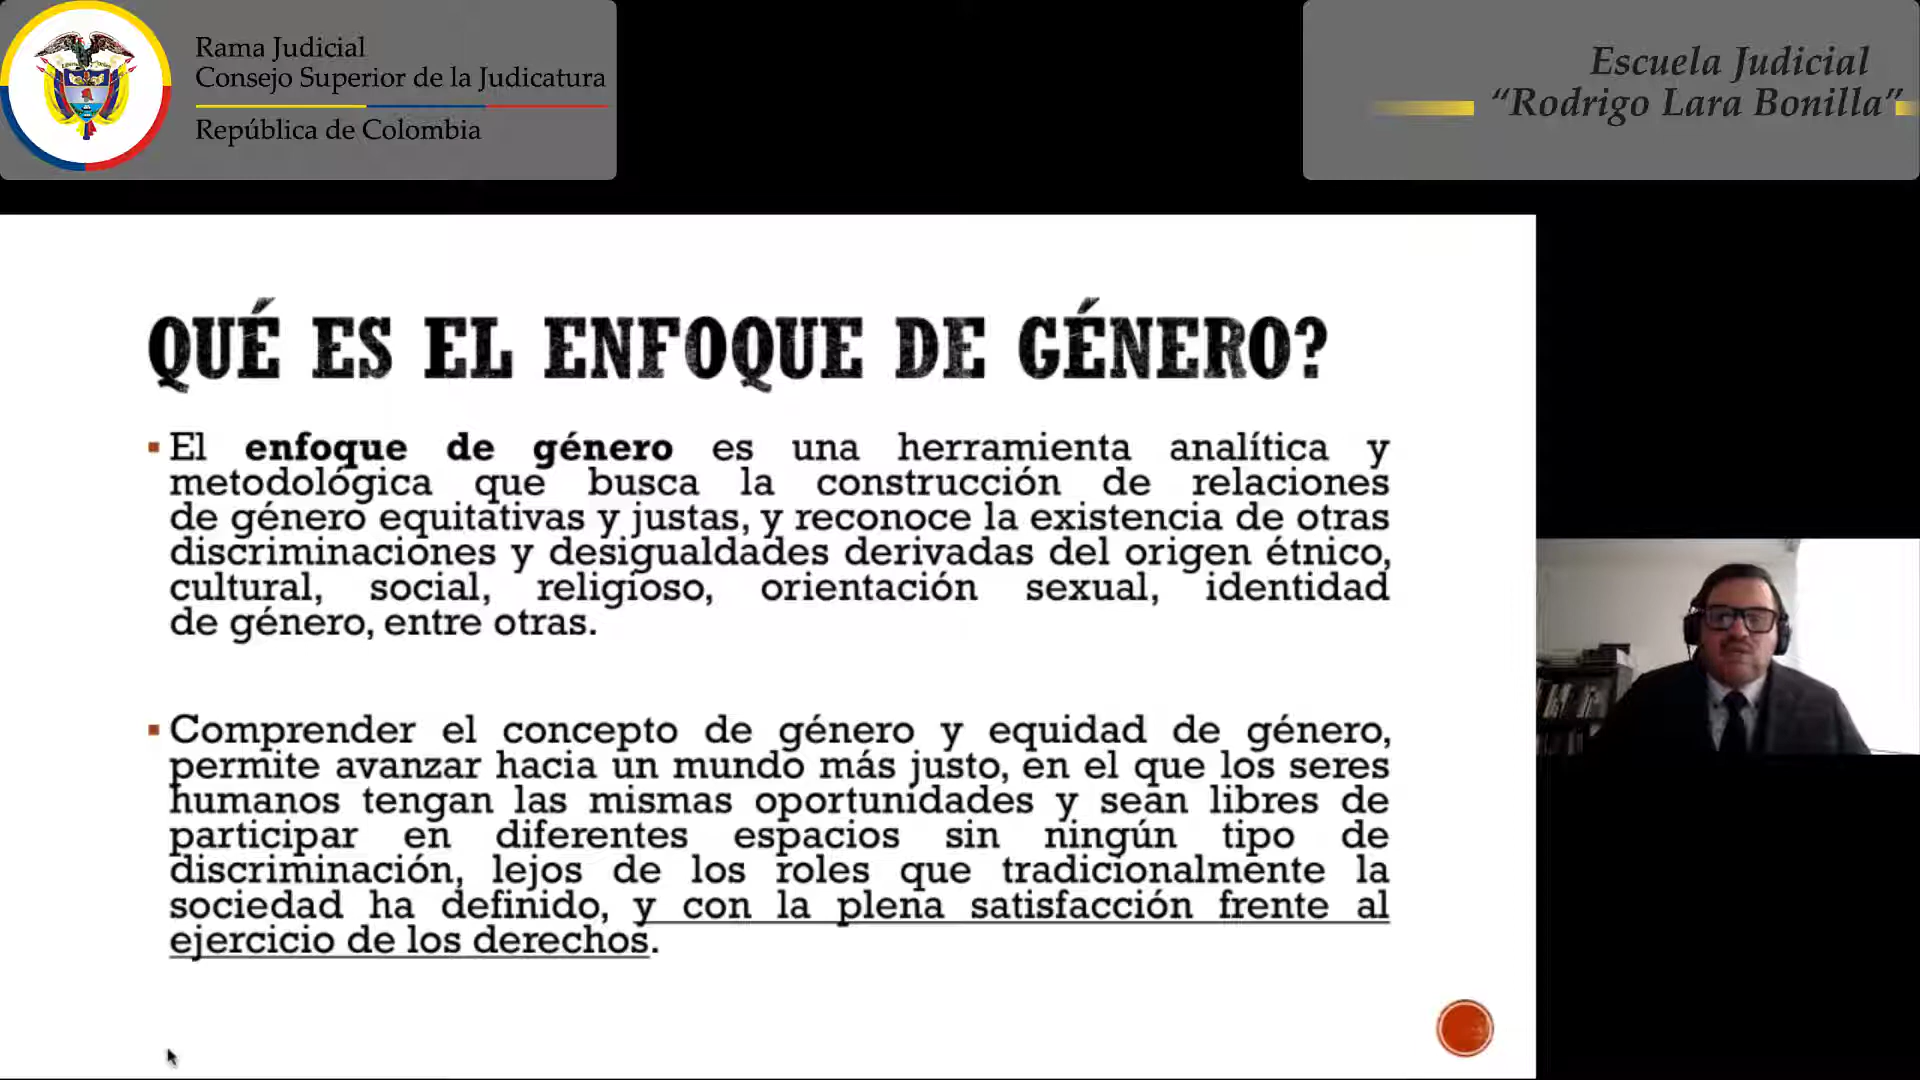 Rama Judicial
Consejo Superior de la Judicatura
República de Colombia
Escuela Judicial
“Rodrigo Lara Bonilla”
QUÉ ES EL ENFOQUE DE GÉNERO?
▪ El enfoque de género es una herramienta analítica y
metodológica que busca la construcción de relaciones
de género equitativas y justas, y reconoce la existencia de otras
discriminaciones y desigualdades derivadas del origen étnico,
cultural, social, religioso, orientación sexual, identidad
de género, entre otras.
▪ Comprender el concepto de género y equidad de género,
permite avanzar hacia un mundo más justo, en el que los seres
humanos tengan las mismas oportunidades y sean libres de
participar en diferentes espacios sin ningún tipo de
discriminación, lejos de los roles que tradicionalmente la
sociedad ha definido, y con la plena satisfacción frente al
ejercicio de los derechos.